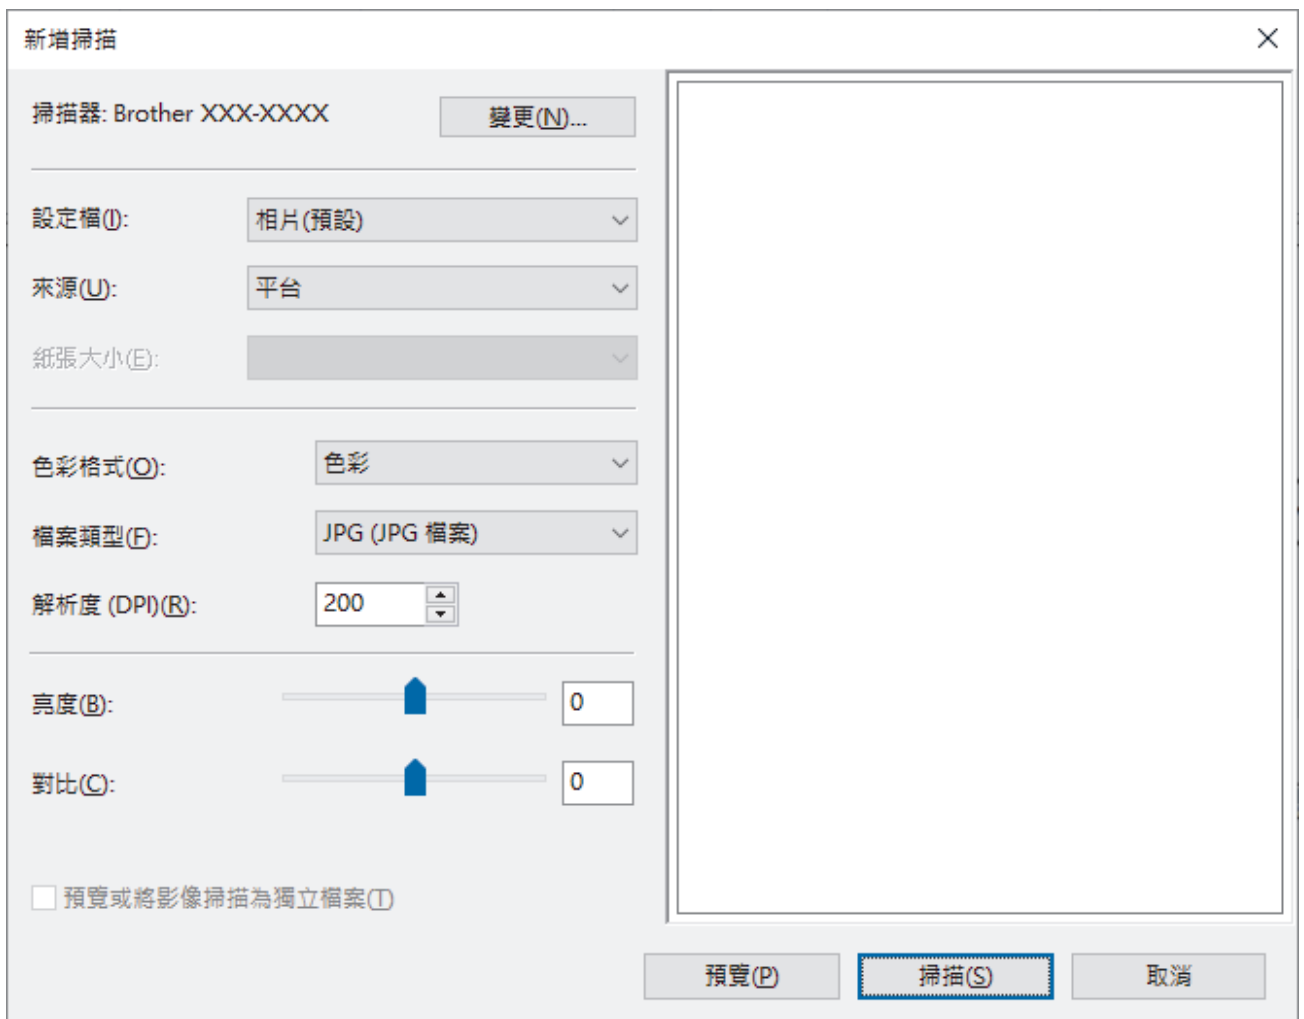 新增掃描
掃描器: Brother XXX-XXXX 變更(N)...
設定檔(I): 相片(預設)
來源(U): 平台
紙張大小(E):
色彩格式(O): 色彩
檔案類型(F): JPG (JPG 檔案)
解析度 (DPI)(R): 200
亮度(B): 0
對比(C): 0
預覽或將影像掃描為獨立檔案(T)
預覽(P) 掃描(S) 取消